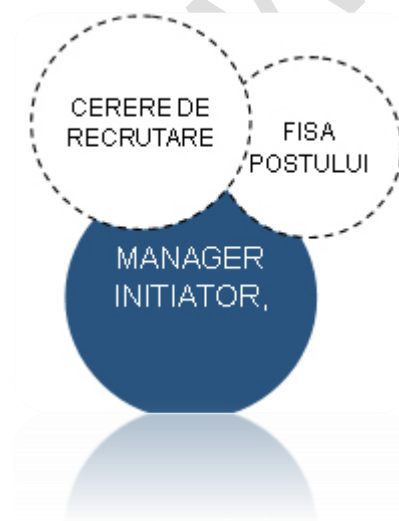 CERERE DE
RECRUTARE
FISA
POSTULUI
MANAGER
INITIATOR,